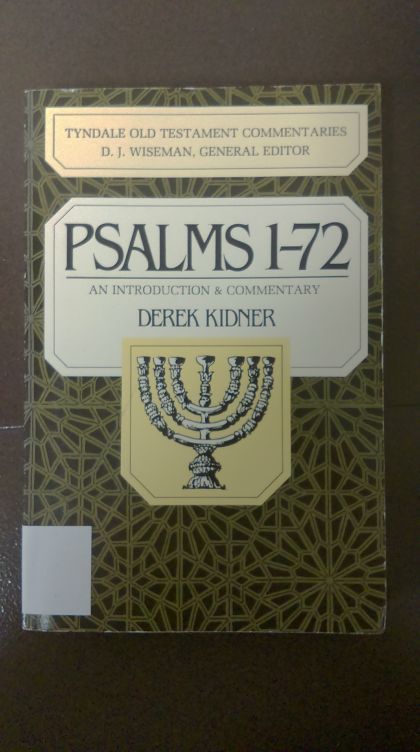 TYNDALE OLD TESTAMENT COMMENTARIES
D. J. WISEMAN, GENERAL EDITOR
PSALMS 1-72
AN INTRODUCTION & COMMENTARY
DEREK KIDNER